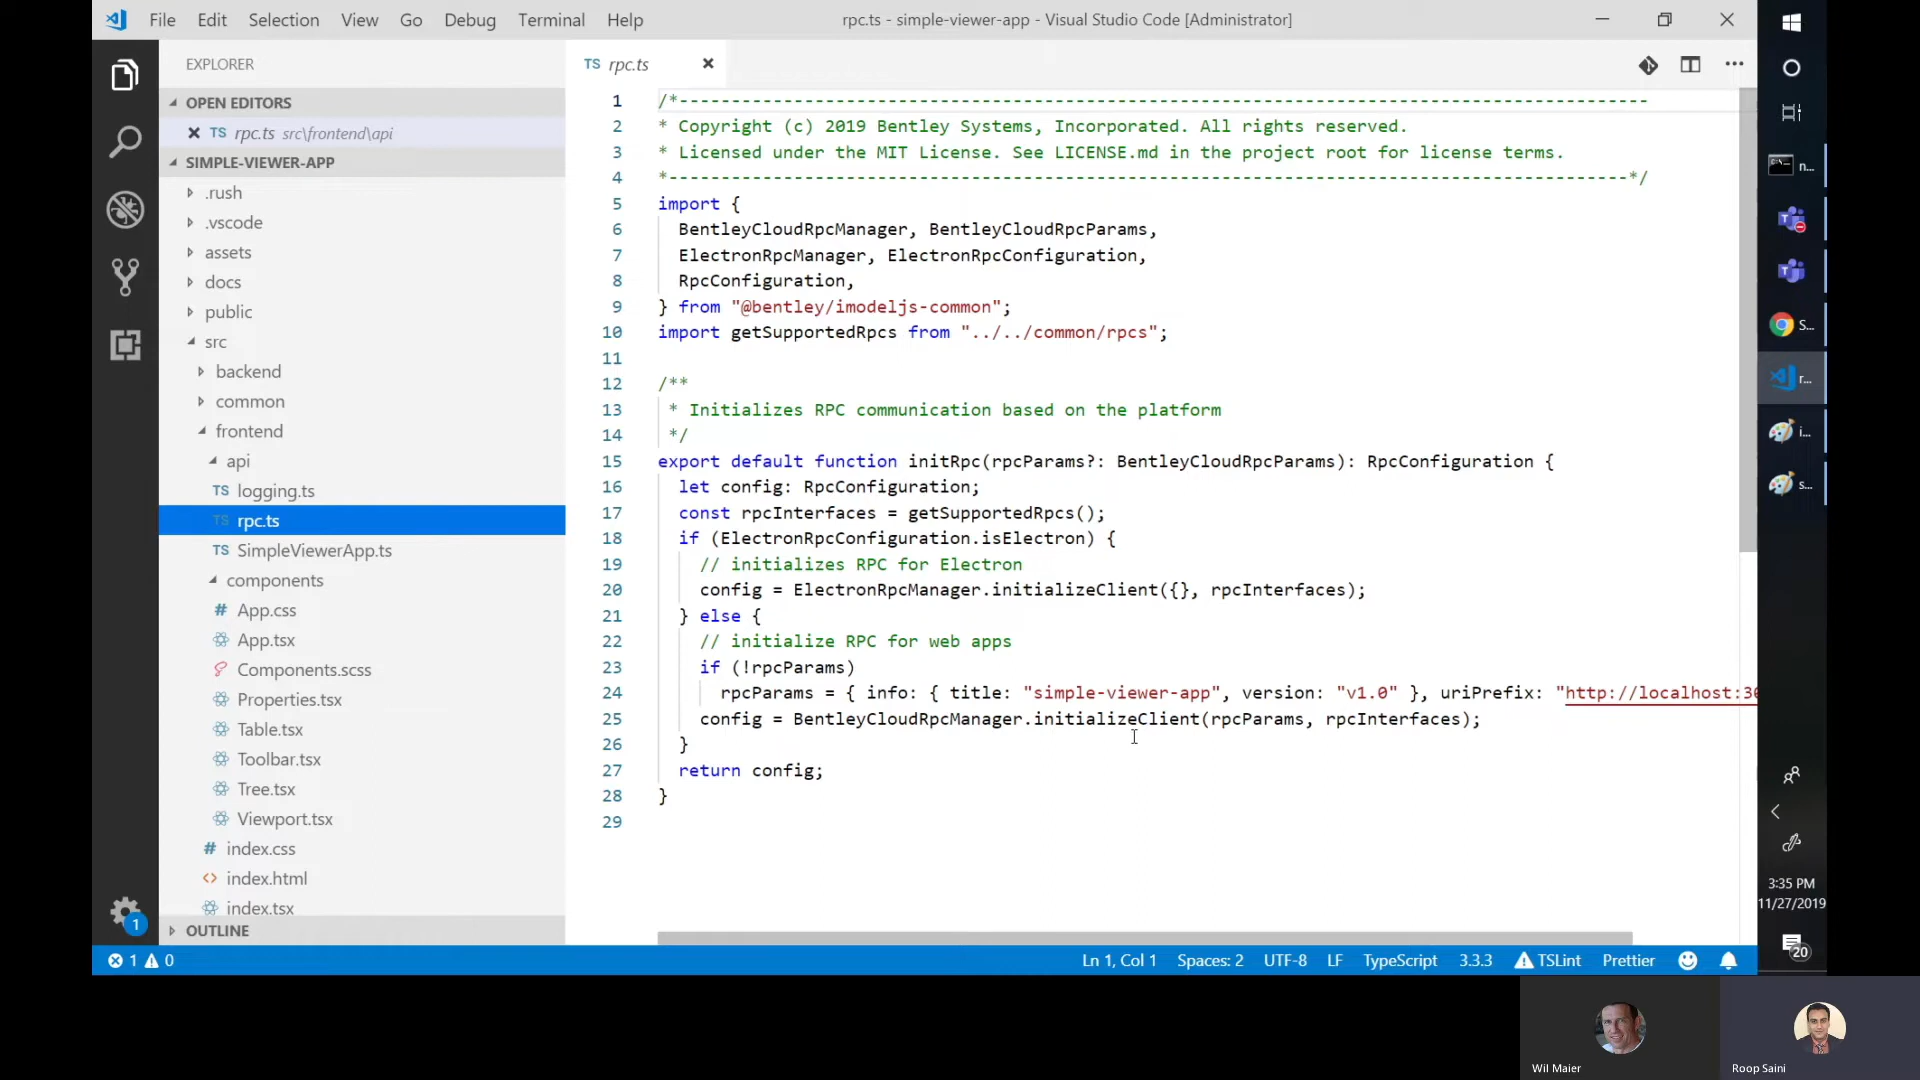 File Edit Selection View Go Debug Terminal Help
rpc.ts - simple-viewer-app - Visual Studio Code [Administrator]
EXPLORER
OPEN EDITORS
TS rpc.ts src\frontend\api
SIMPLE-VIEWER-APP
.rush
.vscode
assets
docs
public
src
backend
common
frontend
api
TS logging.ts
TS rpc.ts
TS SimpleViewerApp.ts
components
# App.css
App.tsx
Components.scss
Properties.tsx
Table.tsx
Toolbar.tsx
Tree.tsx
Viewport.tsx
# index.css
<> index.html
index.tsx
OUTLINE
TS rpc.ts
1 /*---------------------------------------------------------------------------------------------
2 * Copyright (c) 2019 Bentley Systems, Incorporated. All rights reserved.
3 * Licensed under the MIT License. See LICENSE.md in the project root for license terms.
4 *--------------------------------------------------------------------------------------------*/
5 import {
6 BentleyCloudRpcManager, BentleyCloudRpcParams,
7 ElectronRpcManager, ElectronRpcConfiguration,
8 RpcConfiguration,
9 } from "@bentley/imodeljs-common";
10 import getSupportedRpcs from "../../common/rpcs";
11
12 /**
13 * Initializes RPC communication based on the platform
14 */
15 export default function initRpc(rpcParams?: BentleyCloudRpcParams): RpcConfiguration {
16 let config: RpcConfiguration;
17 const rpcInterfaces = getSupportedRpcs();
18 if (ElectronRpcConfiguration.isElectron) {
19 // initializes RPC for Electron
20 config = ElectronRpcManager.initializeClient({}, rpcInterfaces);
21 } else {
22 // initialize RPC for web apps
23 if (!rpcParams)
24 rpcParams = { info: { title: "simple-viewer-app", version: "v1.0" }, uriPrefix: "http://localhost:30
25 config = BentleyCloudRpcManager.initializeClient(rpcParams, rpcInterfaces);
26 }
27 return config;
28 }
29
1 0
Ln 1, Col 1 Spaces: 2 UTF-8 LF TypeScript 3.3.3 TSLint Prettier
n...
S...
r...
i...
s...
3:35 PM
11/27/2019
20
1
Wil Maier
Roop Saini